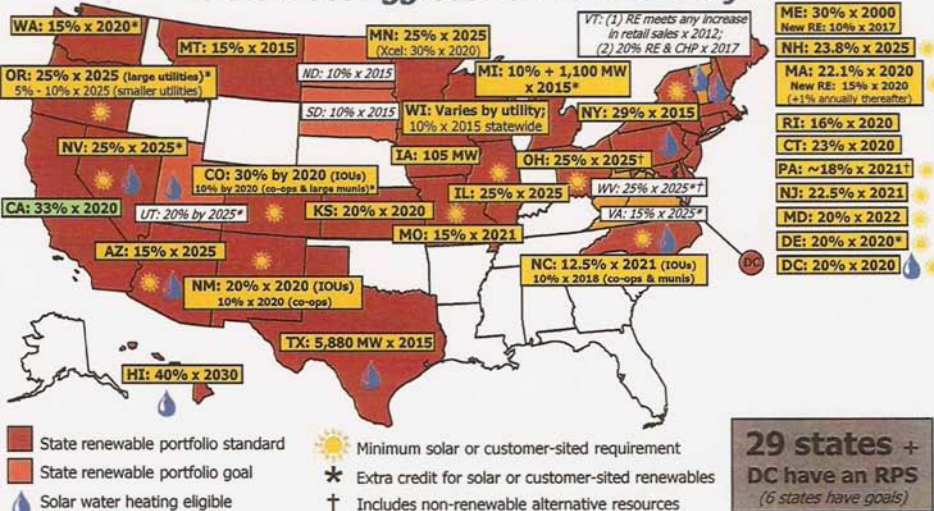 WA: 15% x 2020*
MT: 15% x 2015
MN: 25% x 2025
(Xcel: 30% x 2020)
VT: (1) RE meets any increase
in retail sales x 2012;
(2) 20% RE & CHP x 2017
ME: 30% x 2000
New RE: 10% x 2017
OR: 25% x 2025 (large utilities)*
5% - 10% x 2025 (smaller utilities)
ND: 10% x 2015
MI: 10% + 1,100 MW
x 2015*
NH: 23.8% x 2025
MA: 22.1% x 2020
New RE: 15% x 2020
(+1% annually thereafter)
SD: 10% x 2015
WI: Varies by utility;
10% x 2015 statewide
NY: 29% x 2015
RI: 16% x 2020
CT: 23% x 2020
NV: 25% x 2025*
IA: 105 MW
OH: 25% x 2025†
PA: ~18% x 2021†
CO: 30% by 2020 (IOUs)
10% by 2020 (co-ops & large munis)*
IL: 25% x 2025
WV: 25% x 2025*†
NJ: 22.5% x 2021
CA: 33% x 2020
UT: 20% by 2025*
KS: 20% x 2020
VA: 15% x 2025*
MD: 20% x 2022
MO: 15% x 2021
DE: 20% x 2020*
AZ: 15% x 2025
DC
DC: 20% x 2020
NM: 20% x 2020 (IOUs)
10% x 2020 (co-ops)
NC: 12.5% x 2021 (IOUs)
10% x 2018 (co-ops & munis)
TX: 5,880 MW x 2015
HI: 40% x 2030
State renewable portfolio standard
State renewable portfolio goal
Solar water heating eligible
Minimum solar or customer-sited requirement
* Extra credit for solar or customer-sited renewables
† Includes non-renewable alternative resources
29 states +
DC have an RPS
(6 states have goals)